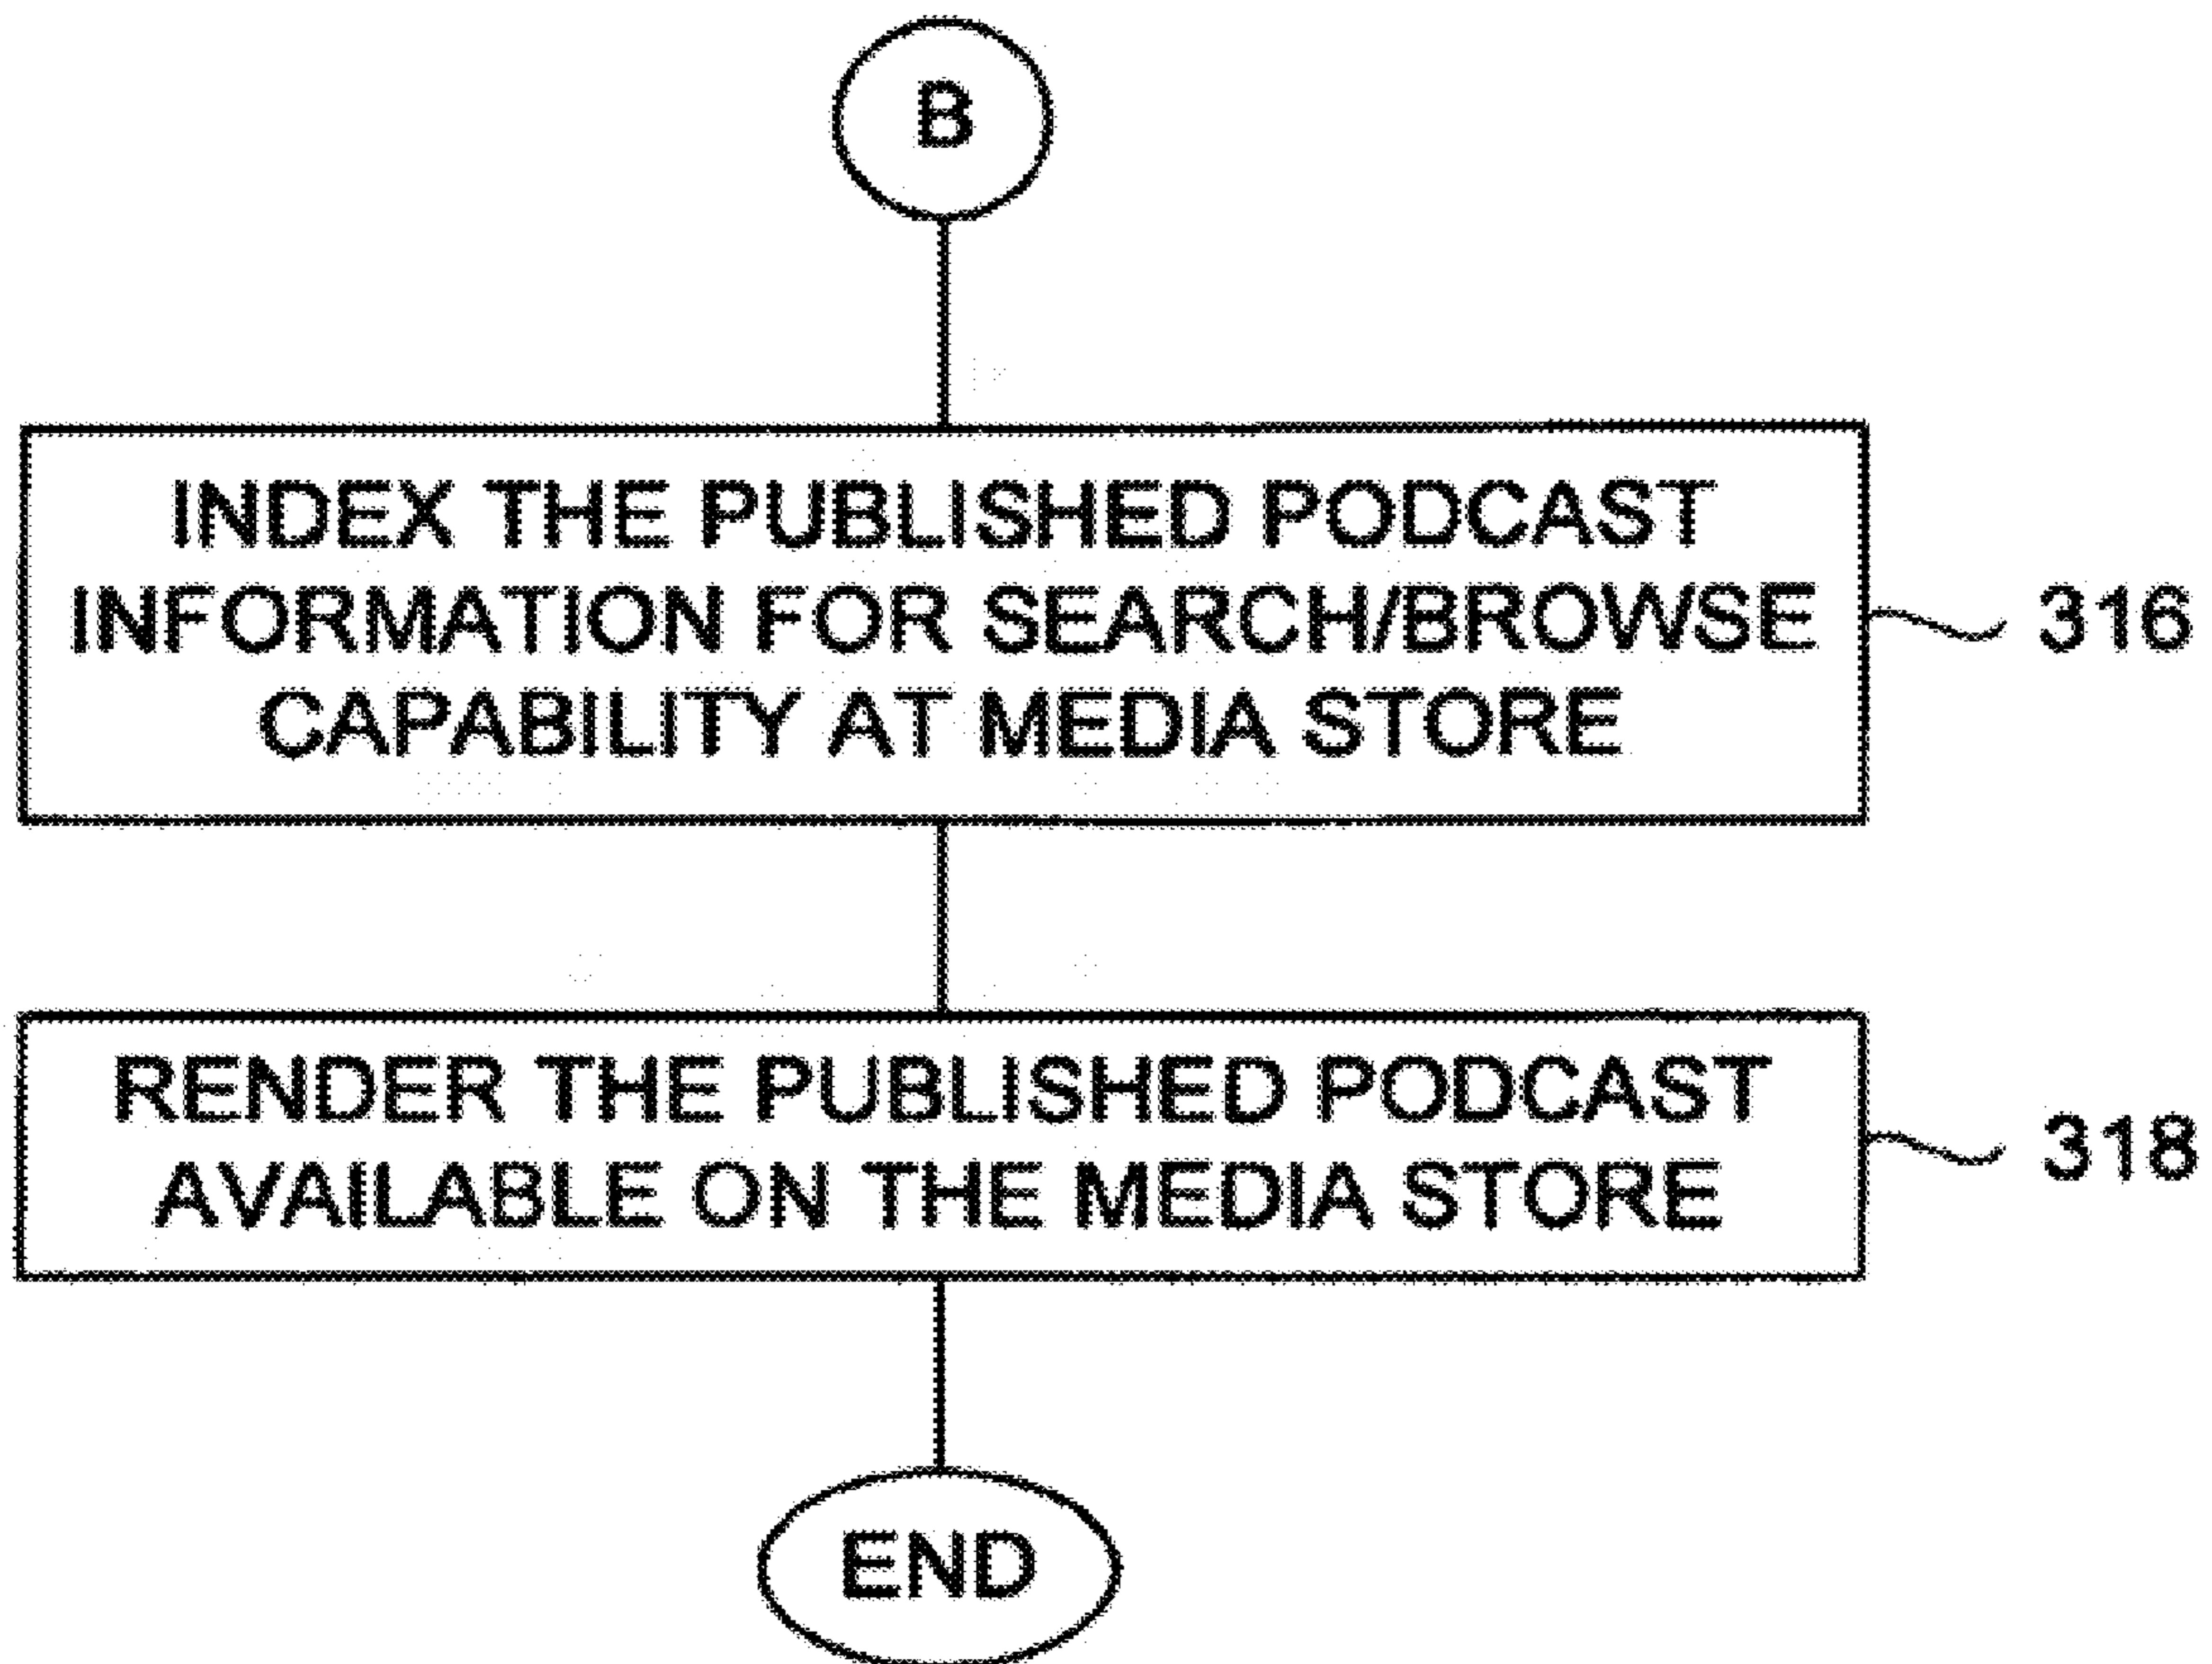 B
INDEX THE PUBLISHED PODCAST
INFORMATION FOR SEARCH/BROWSE
CAPABILITY AT MEDIA STORE
316
RENDER THE PUBLISHED PODCAST
AVAILABLE ON THE MEDIA STORE
318
END